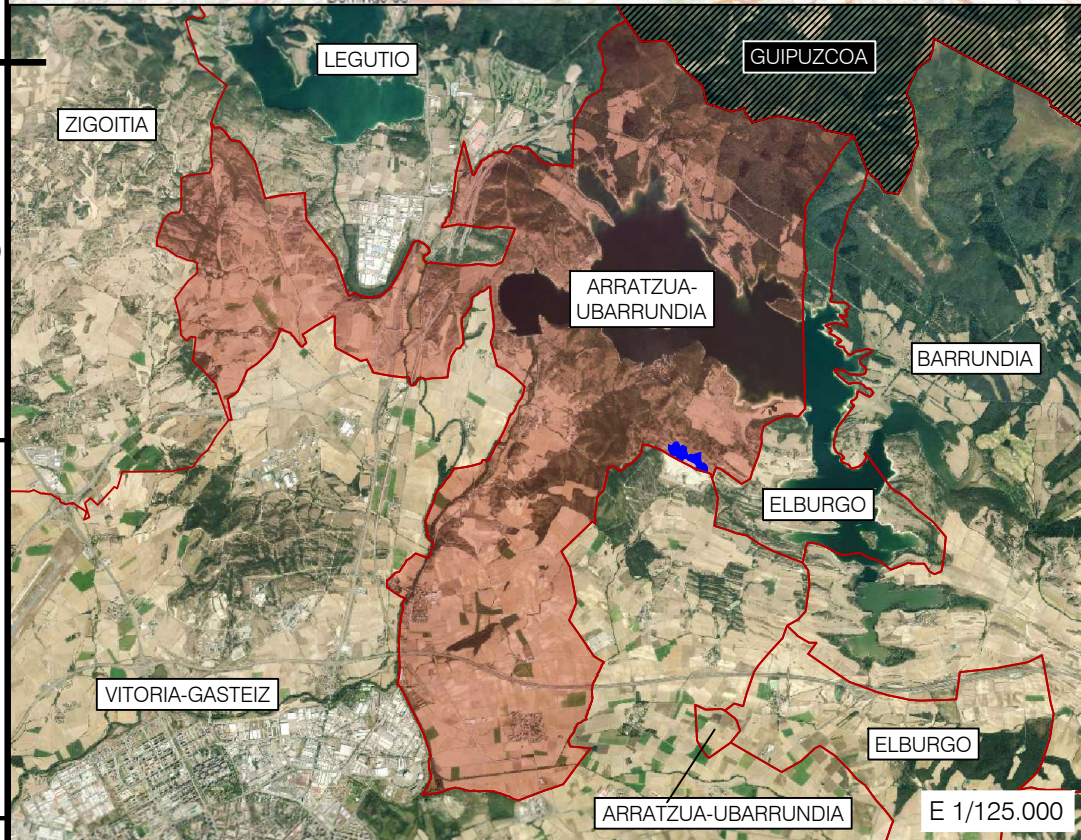 LEGUTIO
GUIPUZCOA
ZIGOITIA
ARRATZUA-
UBARRUNDIA
BARRUNDIA
ELBURGO
VITORIA-GASTEIZ
ELBURGO
ARRATZUA-UBARRUNDIA
E 1/125.000